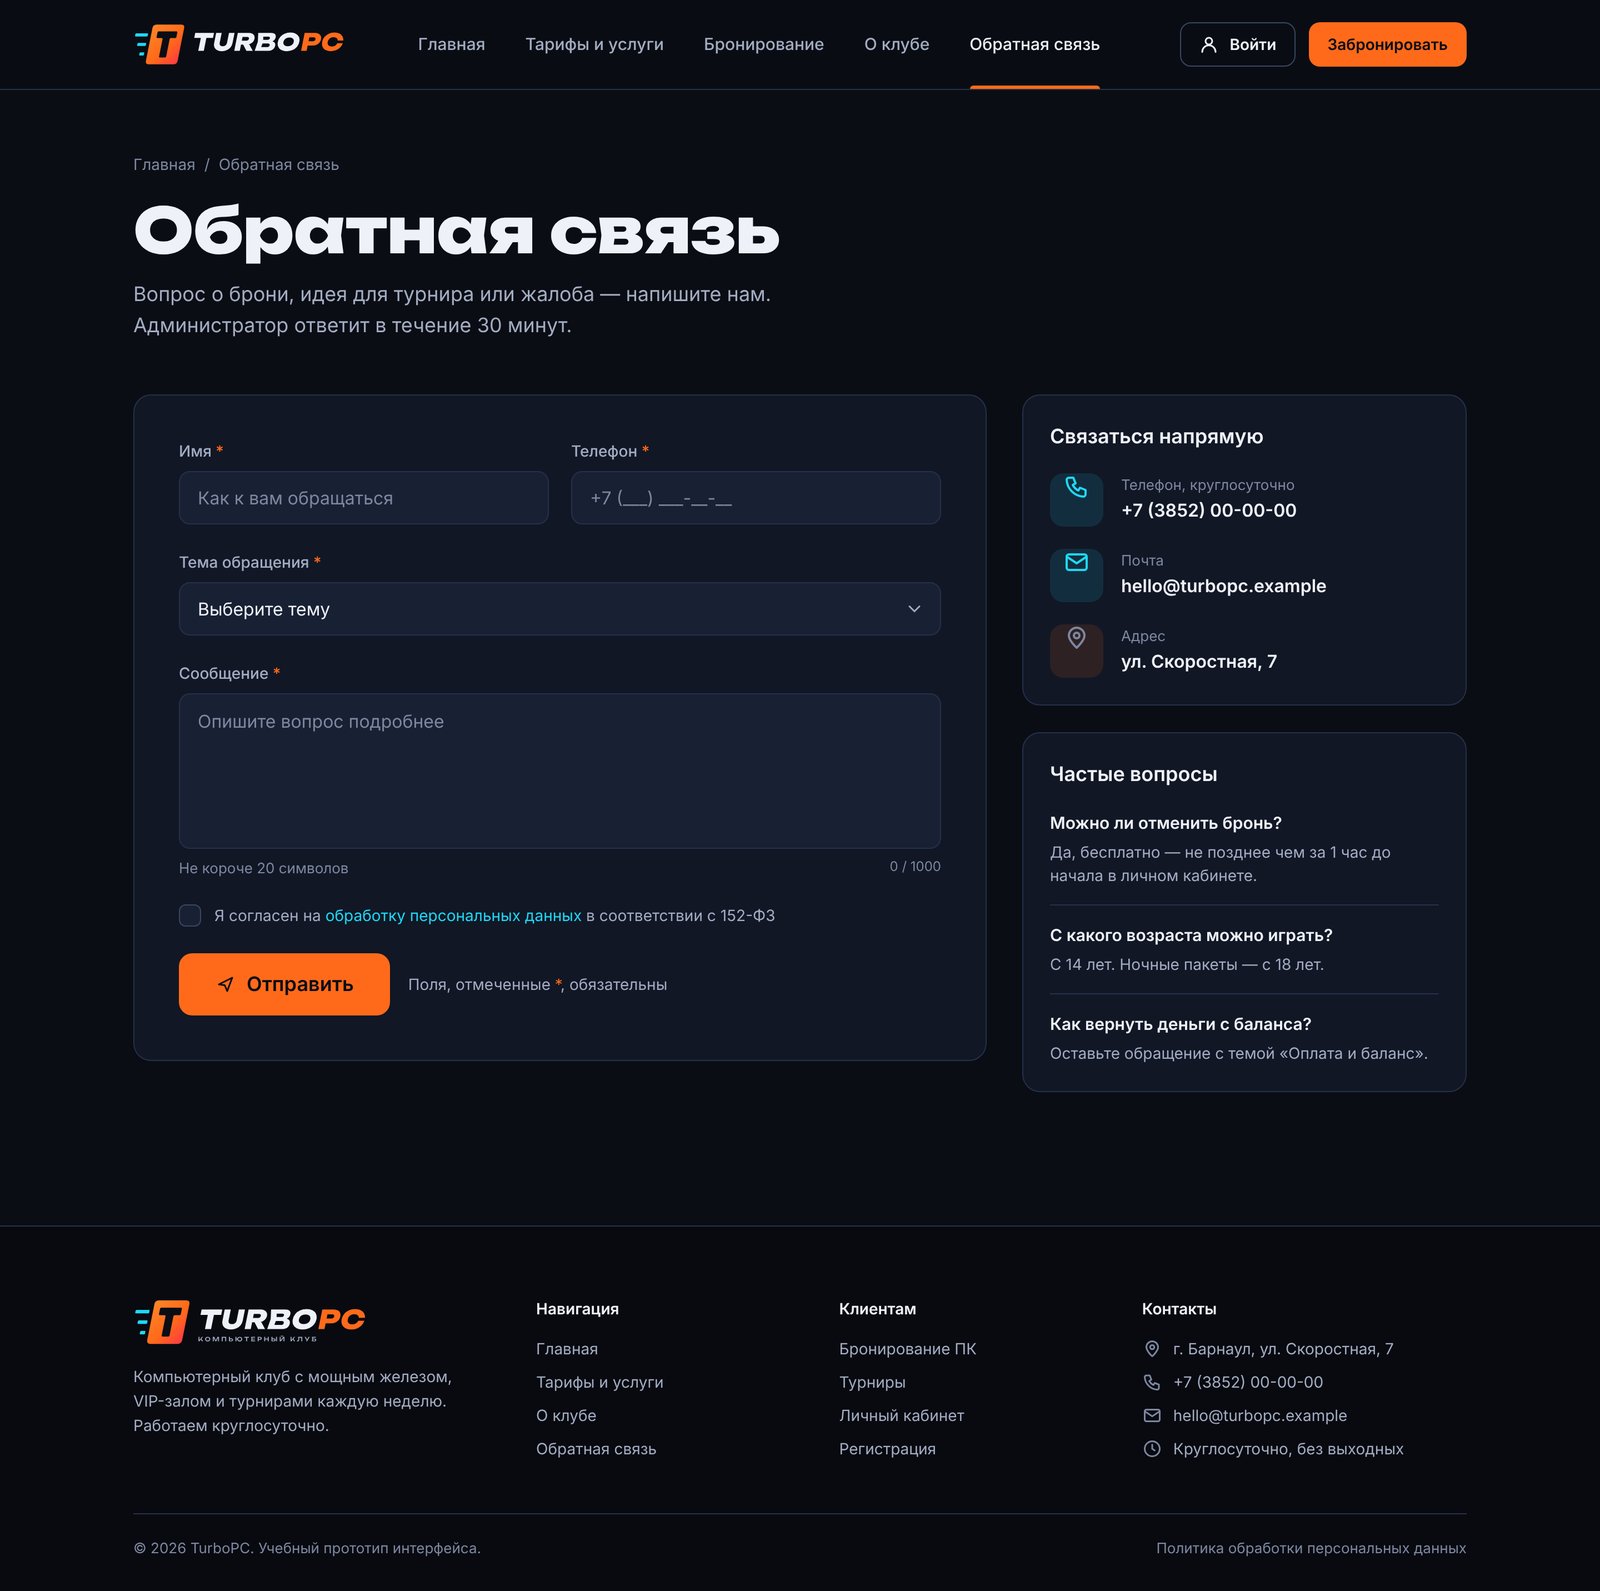 TURBOPC
Главная
Тарифы и услуги
Бронирование
О клубе
Обратная связь
Войти
Забронировать
Главная / Обратная связь
Обратная связь
Вопрос о брони, идея для турнира или жалоба — напишите нам.
Администратор ответит в течение 30 минут.
Имя *
Как к вам обращаться
Телефон *
+7 (___) ___-__-__
Тема обращения *
Выберите тему
Сообщение *
Опишите вопрос подробнее
Не короче 20 символов
0 / 1000
Я согласен на обработку персональных данных в соответствии с 152-ФЗ
Отправить
Поля, отмеченные *, обязательны
Связаться напрямую
Телефон, круглосуточно
+7 (3852) 00-00-00
Почта
hello@turbopc.example
Адрес
ул. Скоростная, 7
Частые вопросы
Можно ли отменить бронь?
Да, бесплатно — не позднее чем за 1 час до
начала в личном кабинете.
С какого возраста можно играть?
С 14 лет. Ночные пакеты — с 18 лет.
Как вернуть деньги с баланса?
Оставьте обращение с темой «Оплата и баланс».
TURBOPC
КОМПЬЮТЕРНЫЙ КЛУБ
Компьютерный клуб с мощным железом,
VIP-залом и турнирами каждую неделю.
Работаем круглосуточно.
Навигация
Главная
Тарифы и услуги
О клубе
Обратная связь
Клиентам
Бронирование ПК
Турниры
Личный кабинет
Регистрация
Контакты
г. Барнаул, ул. Скоростная, 7
+7 (3852) 00-00-00
hello@turbopc.example
Круглосуточно, без выходных
© 2026 TurboPC. Учебный прототип интерфейса.
Политика обработки персональных данных